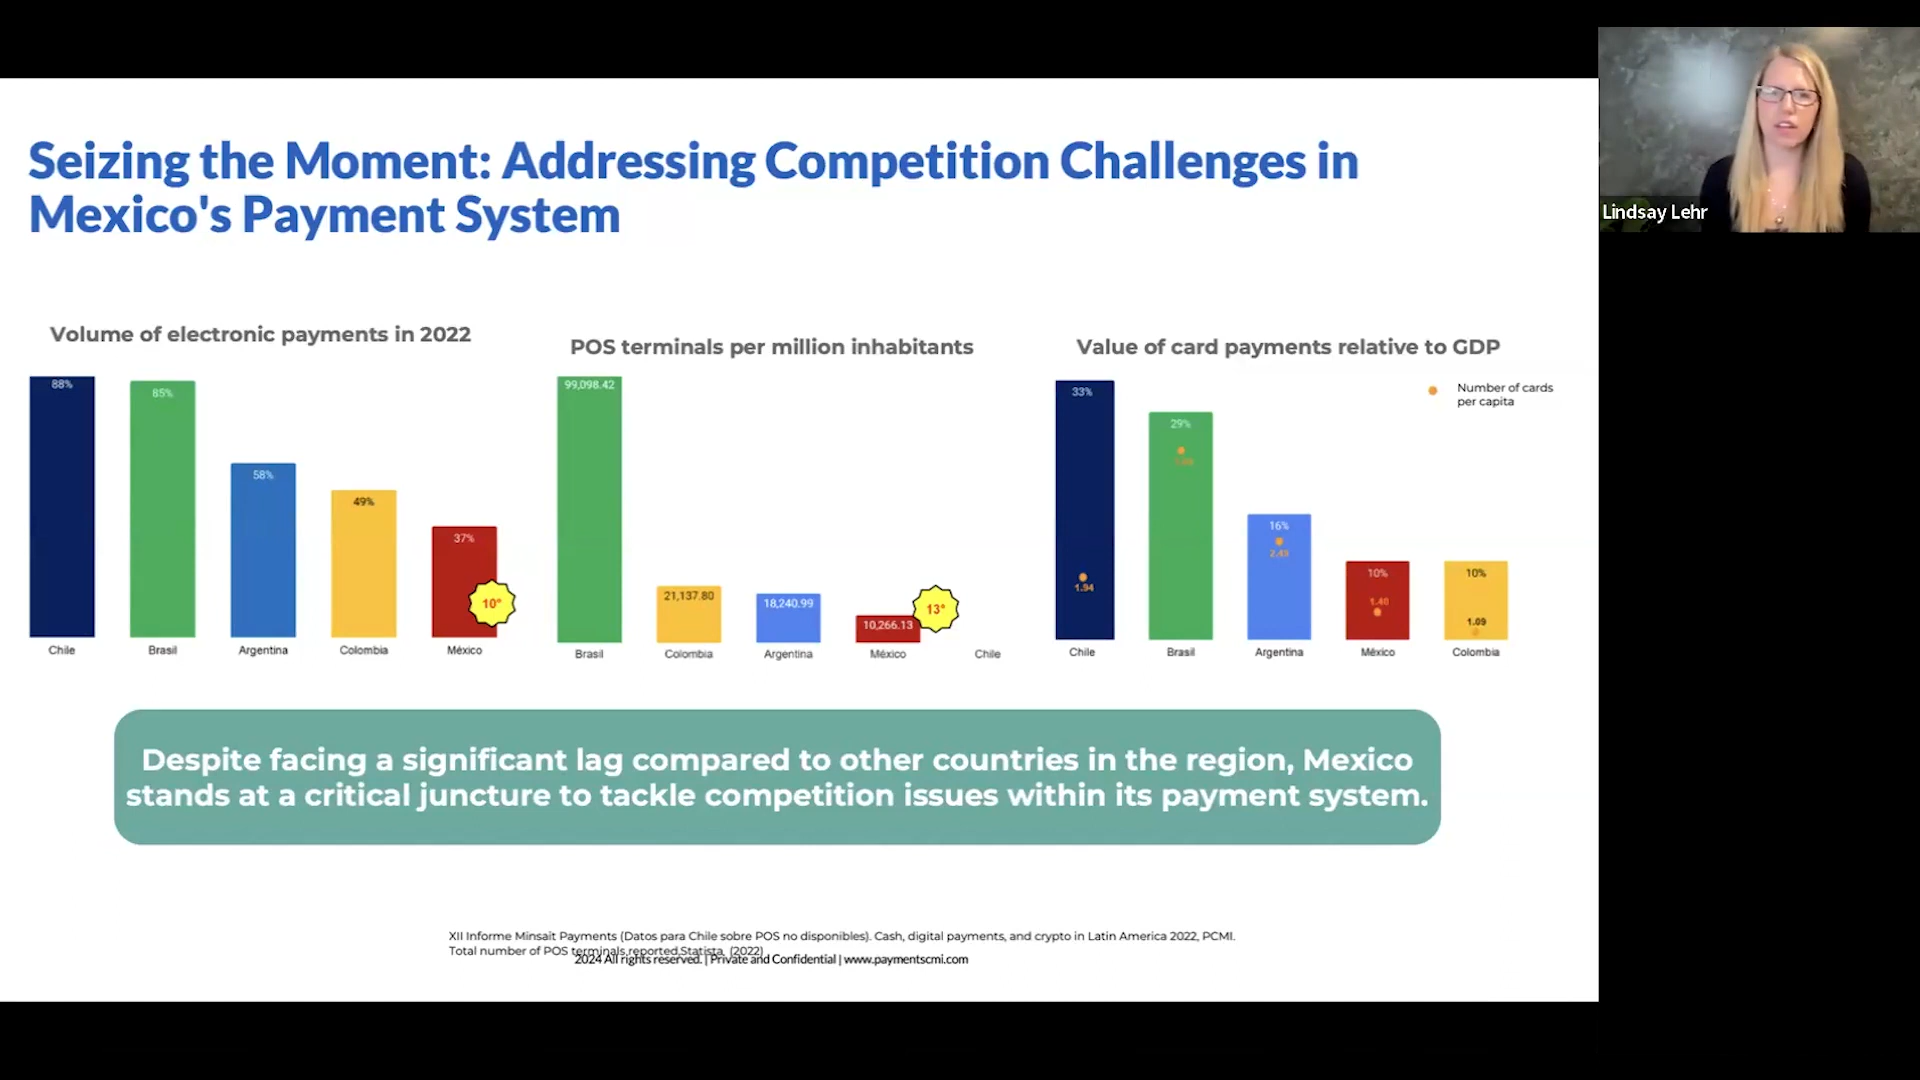 Seizing the Moment: Addressing Competition Challenges in
Mexico's Payment System
Lindsay Lehr
Volume of electronic payments in 2022
88%
85%
58%
49%
37%
10°
Chile
Brasil
Argentina
Colombia
México
POS terminals per million inhabitants
99,098.42
21,137.80
18,240.99
10,266.13
13°
Brasil
Colombia
Argentina
México
Chile
Value of card payments relative to GDP
Number of cards
per capita
33%
29%
16%
10%
10%
1.94
1.40
1.09
Chile
Brasil
Argentina
México
Colombia
Despite facing a significant lag compared to other countries in the region, Mexico
stands at a critical juncture to tackle competition issues within its payment system.
XII Informe Minsait Payments (Datos para Chile sobre POS no disponibles). Cash, digital payments, and crypto in Latin America 2022, PCMI.
Total number of POS terminals reported Statista. (2022)
2024 All rights reserved. | Private and Confidential | www.paymentscmi.com